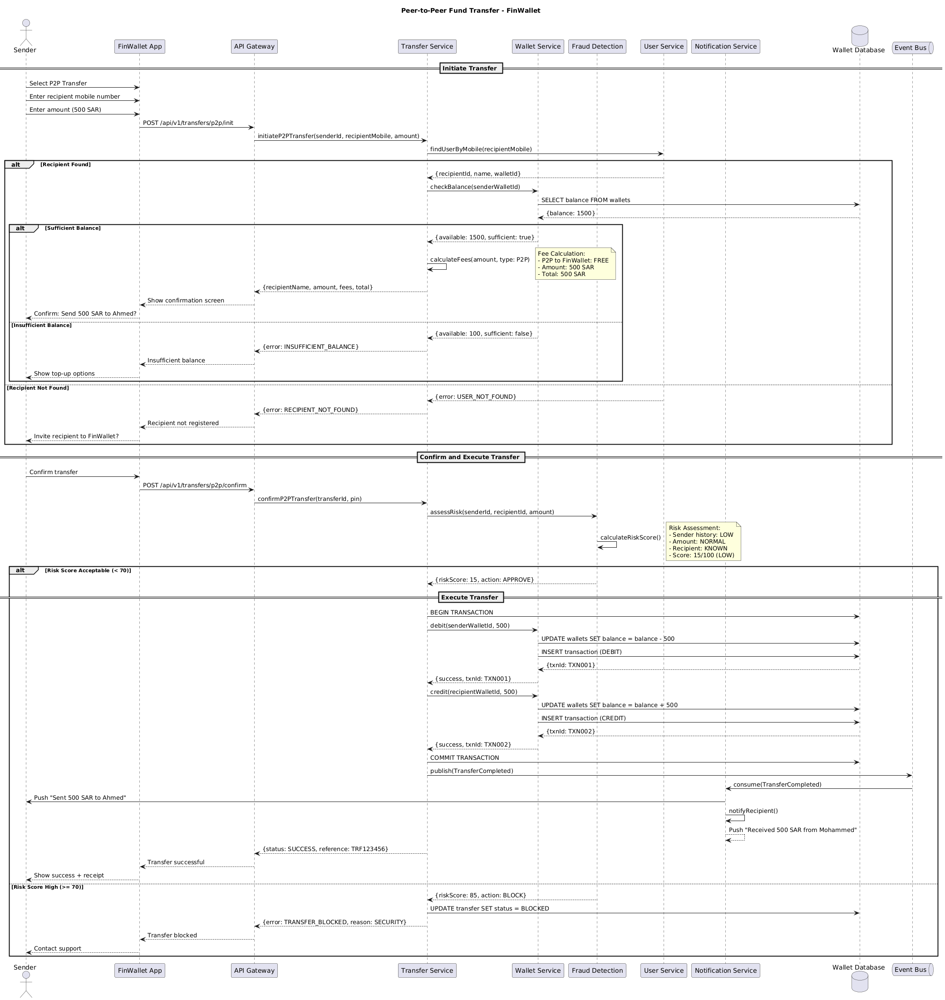 Peer-to-Peer Fund Transfer - FinWallet
Sender
FinWallet App
API Gateway
Transfer Service
Wallet Service
Fraud Detection
User Service
Notification Service
Wallet Database
Event Bus
Initiate Transfer
Select P2P Transfer
Enter recipient mobile number
Enter amount (500 SAR)
POST /api/v1/transfers/p2p/init
initiateP2PTransfer(senderId, recipientMobile, amount)
findUserByMobile(recipientMobile)
alt
[Recipient Found]
{recipientId, name, walletId}
checkBalance(senderWalletId)
SELECT balance FROM wallets
{balance: 1500}
alt
[Sufficient Balance]
{available: 1500, sufficient: true}
calculateFees(amount, type: P2P)
Fee Calculation:
- P2P to FinWallet: FREE
- Amount: 500 SAR
- Total: 500 SAR
{recipientName, amount, fees, total}
Show confirmation screen
Confirm: Send 500 SAR to Ahmed?
[Insufficient Balance]
{available: 100, sufficient: false}
{error: INSUFFICIENT_BALANCE}
Insufficient balance
Show top-up options
[Recipient Not Found]
{error: USER_NOT_FOUND}
{error: RECIPIENT_NOT_FOUND}
Recipient not registered
Invite recipient to FinWallet?
Confirm and Execute Transfer
Confirm transfer
POST /api/v1/transfers/p2p/confirm
confirmP2PTransfer(transferId, pin)
assessRisk(senderId, recipientId, amount)
calculateRiskScore()
Risk Assessment:
- Sender history: LOW
- Amount: NORMAL
- Recipient: KNOWN
- Score: 15/100 (LOW)
alt
[Risk Score Acceptable (< 70)]
{riskScore: 15, action: APPROVE}
Execute Transfer
BEGIN TRANSACTION
debit(senderWalletId, 500)
UPDATE wallets SET balance = balance - 500
INSERT transaction (DEBIT)
{txnId: TXN001}
{success, txnId: TXN001}
credit(recipientWalletId, 500)
UPDATE wallets SET balance = balance + 500
INSERT transaction (CREDIT)
{txnId: TXN002}
{success, txnId: TXN002}
COMMIT TRANSACTION
publish(TransferCompleted)
consume(TransferCompleted)
Push "Sent 500 SAR to Ahmed"
notifyRecipient()
Push "Received 500 SAR from Mohammed"
{status: SUCCESS, reference: TRF123456}
Transfer successful
Show success + receipt
[Risk Score High (>= 70)]
{riskScore: 85, action: BLOCK}
UPDATE transfer SET status = BLOCKED
{error: TRANSFER_BLOCKED, reason: SECURITY}
Transfer blocked
Contact support
Sender
FinWallet App
API Gateway
Transfer Service
Wallet Service
Fraud Detection
User Service
Notification Service
Wallet Database
Event Bus